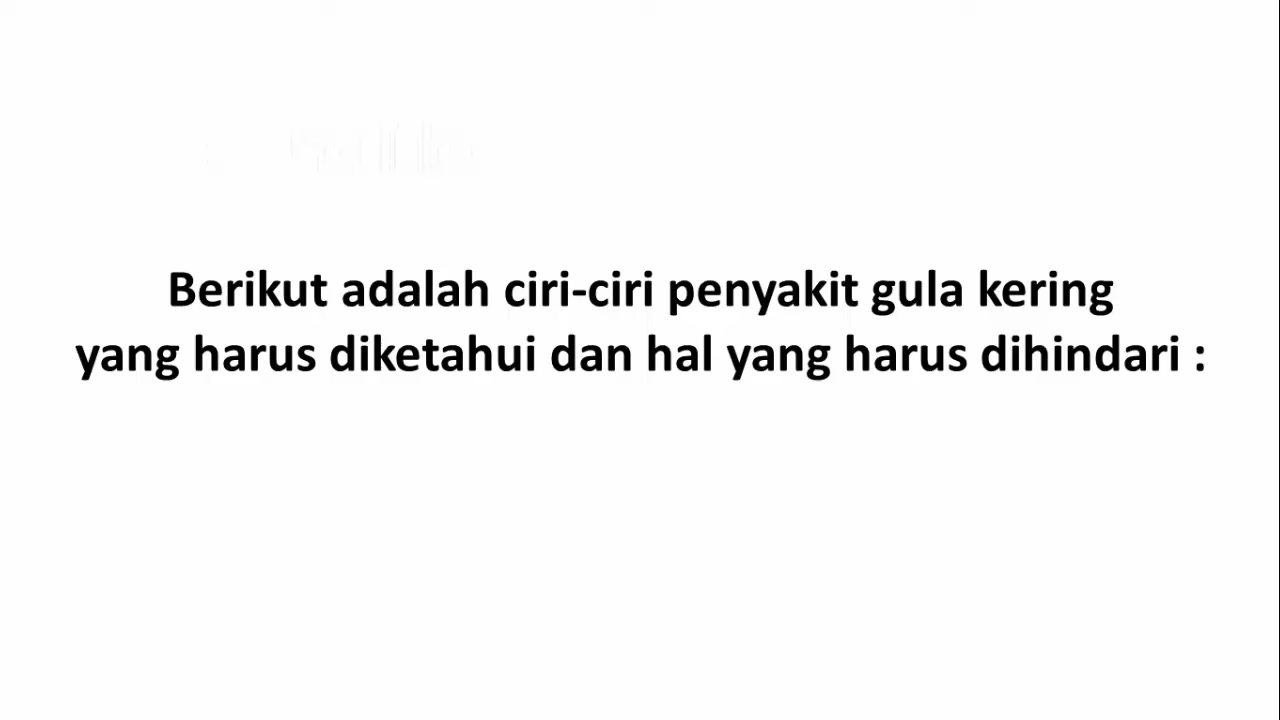 Berikut adalah ciri-ciri penyakit gula kering
yang harus diketahui dan hal yang harus dihindari :